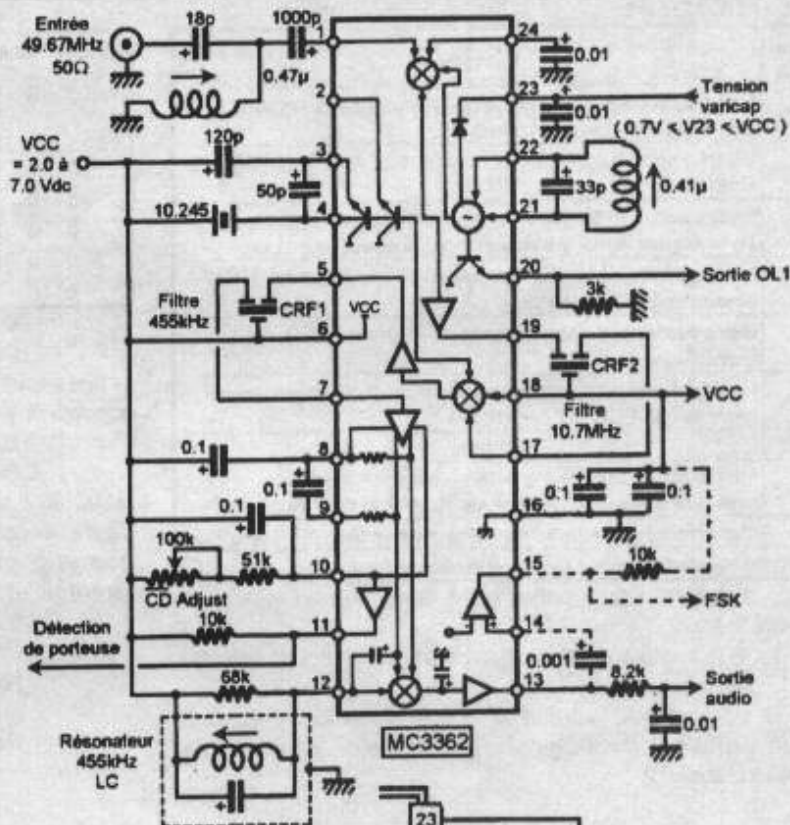 Entrée
49.67MHz
50Ω
18p
1000p
0.47µ
VCC
= 2.0 à
7.0 Vdc
120p
50p
10.245
Filtre
455kHz
CRF1
VCC
0.1
0.1
0.1
100k
51k
CD Adjust
10k
Détection
de porteuse
68k
Résonateur
455kHz
LC
1
2
3
4
5
6
7
8
9
10
11
12
24
23
22
21
20
19
18
17
16
15
14
13
~
0.01
Tension
varicap
0.01
( 0.7V < V23 < VCC )
33p
0.41µ
Sortie OL1
3k
CRF2
VCC
Filtre
10.7MHz
0.1
0.1
10k
FSK
0.001
8.2k
Sortie
audio
0.01
MC3362
23